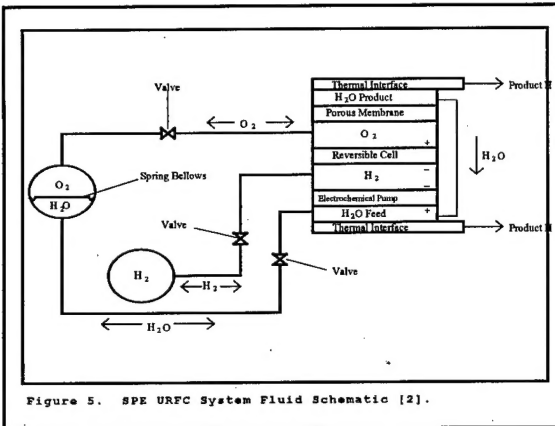 Valve
Thermal Interface
Product H
H₂O Product
Porous Membrane
O₂
O₂
+
Reversible Cell
H₂O
O₂
Spring Bellows
H₂O
H₂
−
−
Electrochemical Pump
Valve
H₂O Feed
+
Thermal Interface
Product H
Valve
H₂
H₂
H₂O
Figure 5. SPE URFC System Fluid Schematic [2].